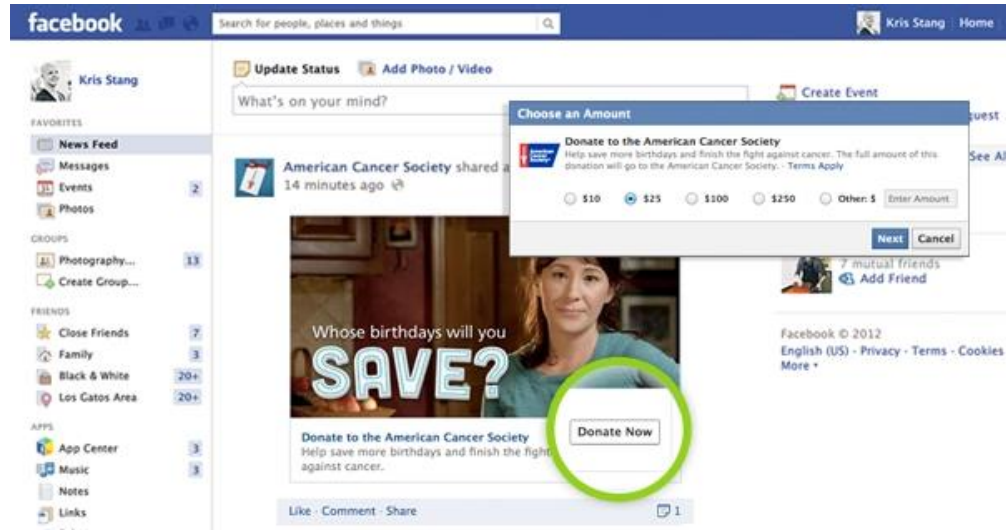 facebook
Search for people, places and things
Kris Stang Home
Kris Stang
FAVORITES
News Feed
Messages
Events 2
Photos
GROUPS
Photography... 13
Create Group...
FRIENDS
Close Friends 7
Family 3
Black & White 20+
Los Gatos Area 20+
APPS
App Center 3
Music 3
Notes
Links
Update Status Add Photo / Video
What's on your mind?
American Cancer Society shared a
14 minutes ago
Whose birthdays will you
SAVE?
Donate to the American Cancer Society
Help save more birthdays and finish the fight
against cancer.
Donate Now
Like · Comment · Share 1
Choose an Amount
Donate to the American Cancer Society
Help save more birthdays and finish the fight against cancer. The full amount of this
donation will go to the American Cancer Society. - Terms Apply
$10 $25 $100 $250 Other: $ Enter Amount
Next Cancel
Create Event
quest
See Al
7 mutual friends
Add Friend
Facebook © 2012
English (US) · Privacy · Terms · Cookies
More